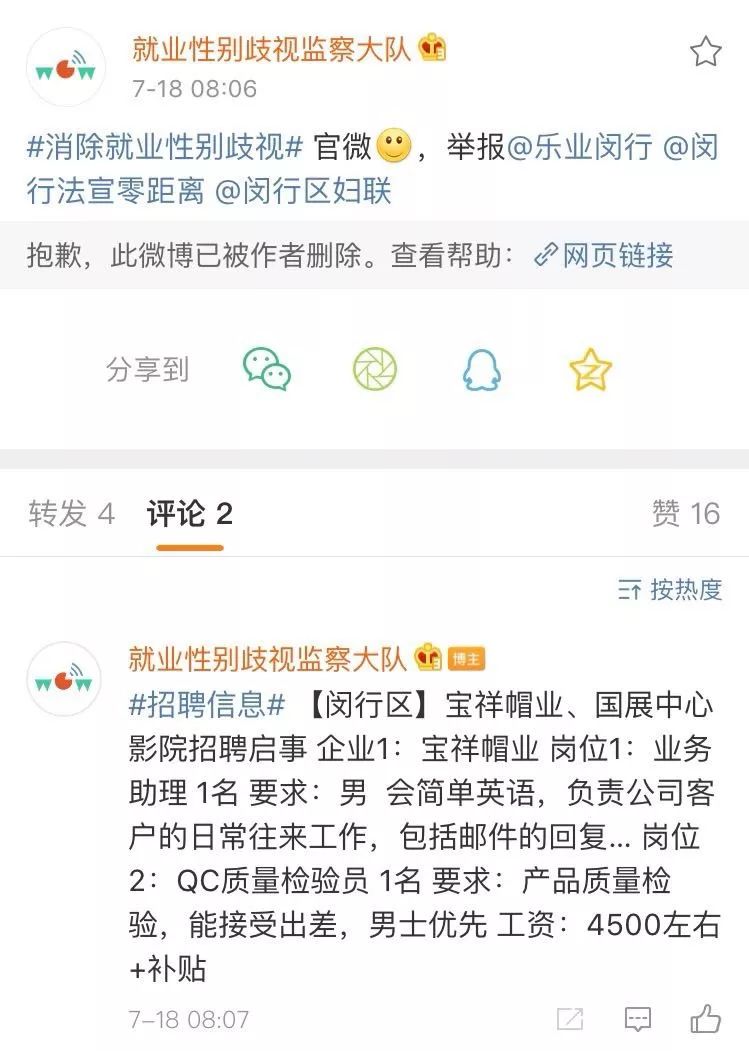 就业性别歧视监察大队
7-18 08:06
#消除就业性别歧视# 官微，举报@乐业闵行 @闵
行法宣零距离 @闵行区妇联
抱歉，此微博已被作者删除。查看帮助： 网页链接
分享到
转发 4 评论 2 赞 16
按热度
WGW
就业性别歧视监察大队 博主
#招聘信息# 【闵行区】宝祥帽业、国展中心
影院招聘启事 企业1：宝祥帽业 岗位1：业务
助理 1名 要求：男 会简单英语，负责公司客
户的日常往来工作，包括邮件的回复... 岗位
2：QC质量检验员 1名 要求：产品质量检
验，能接受出差，男士优先 工资：4500左右
+补贴
7–18 08:07